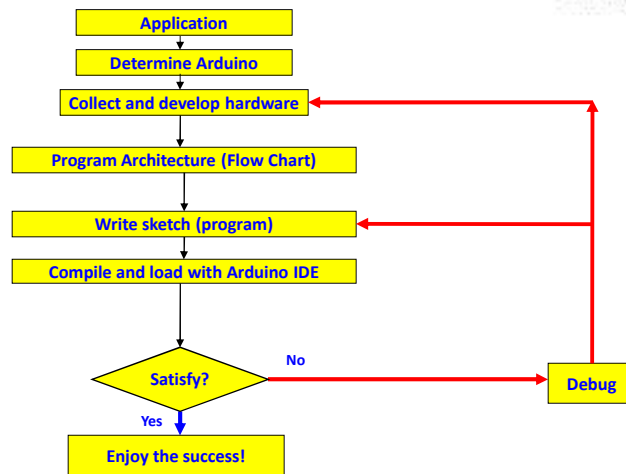 Application
Determine Arduino
Collect and develop hardware
Program Architecture (Flow Chart)
Write sketch (program)
Compile and load with Arduino IDE
No
Satisfy?
Debug
Yes
Enjoy the success!